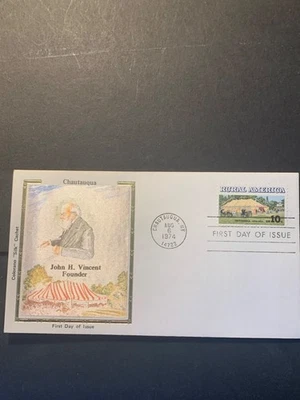 Chautauqua
Colorano "Silk" Cachet
John H. Vincent
Founder
First Day of Issue
CHAUTAUQUA, NY
AUG
6
1974
14722
RURAL AMERICA
10c
FIRST DAY OF ISSUE